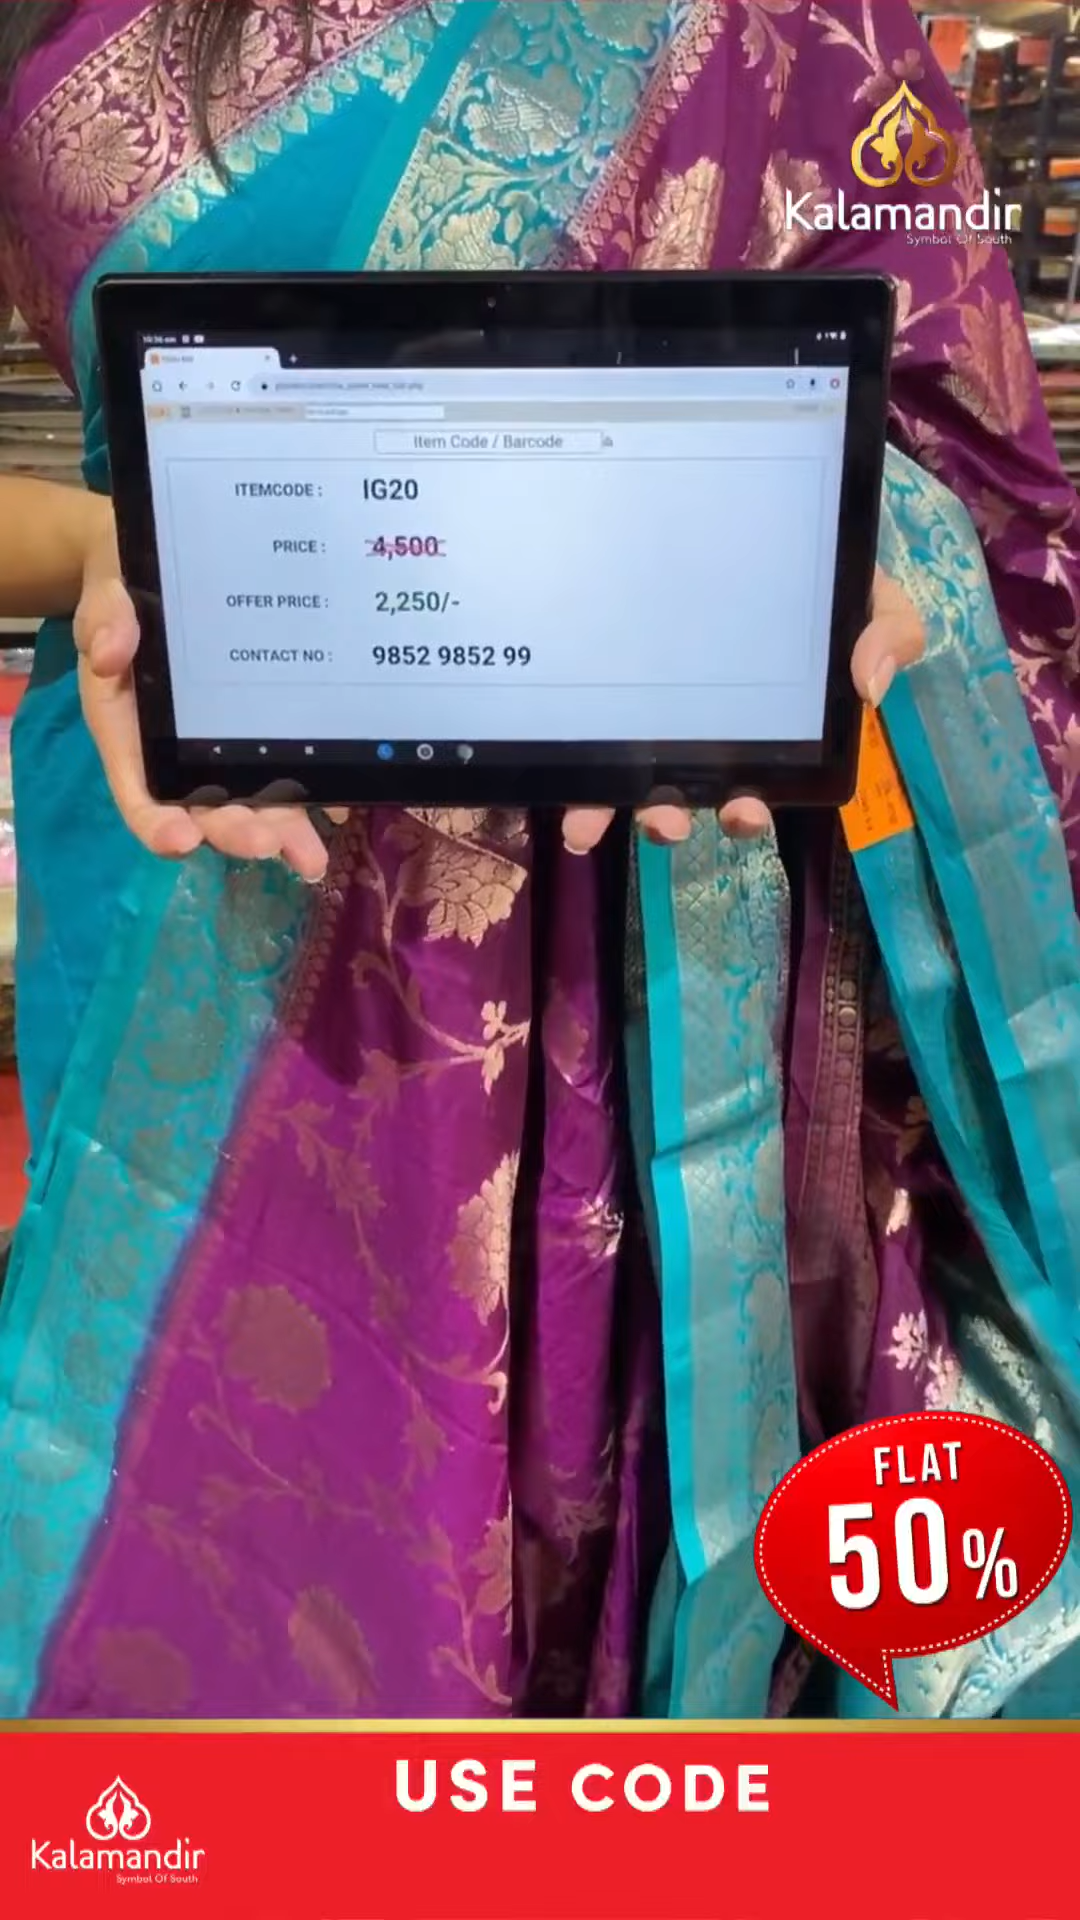 Kalamandir
Symbol Of South
Item Code / Barcode
ITEMCODE : IG20
PRICE : 4,500
OFFER PRICE : 2,250/-
CONTACT NO : 9852 9852 99
FLAT
50%
USE CODE
Kalamandir
Symbol Of South